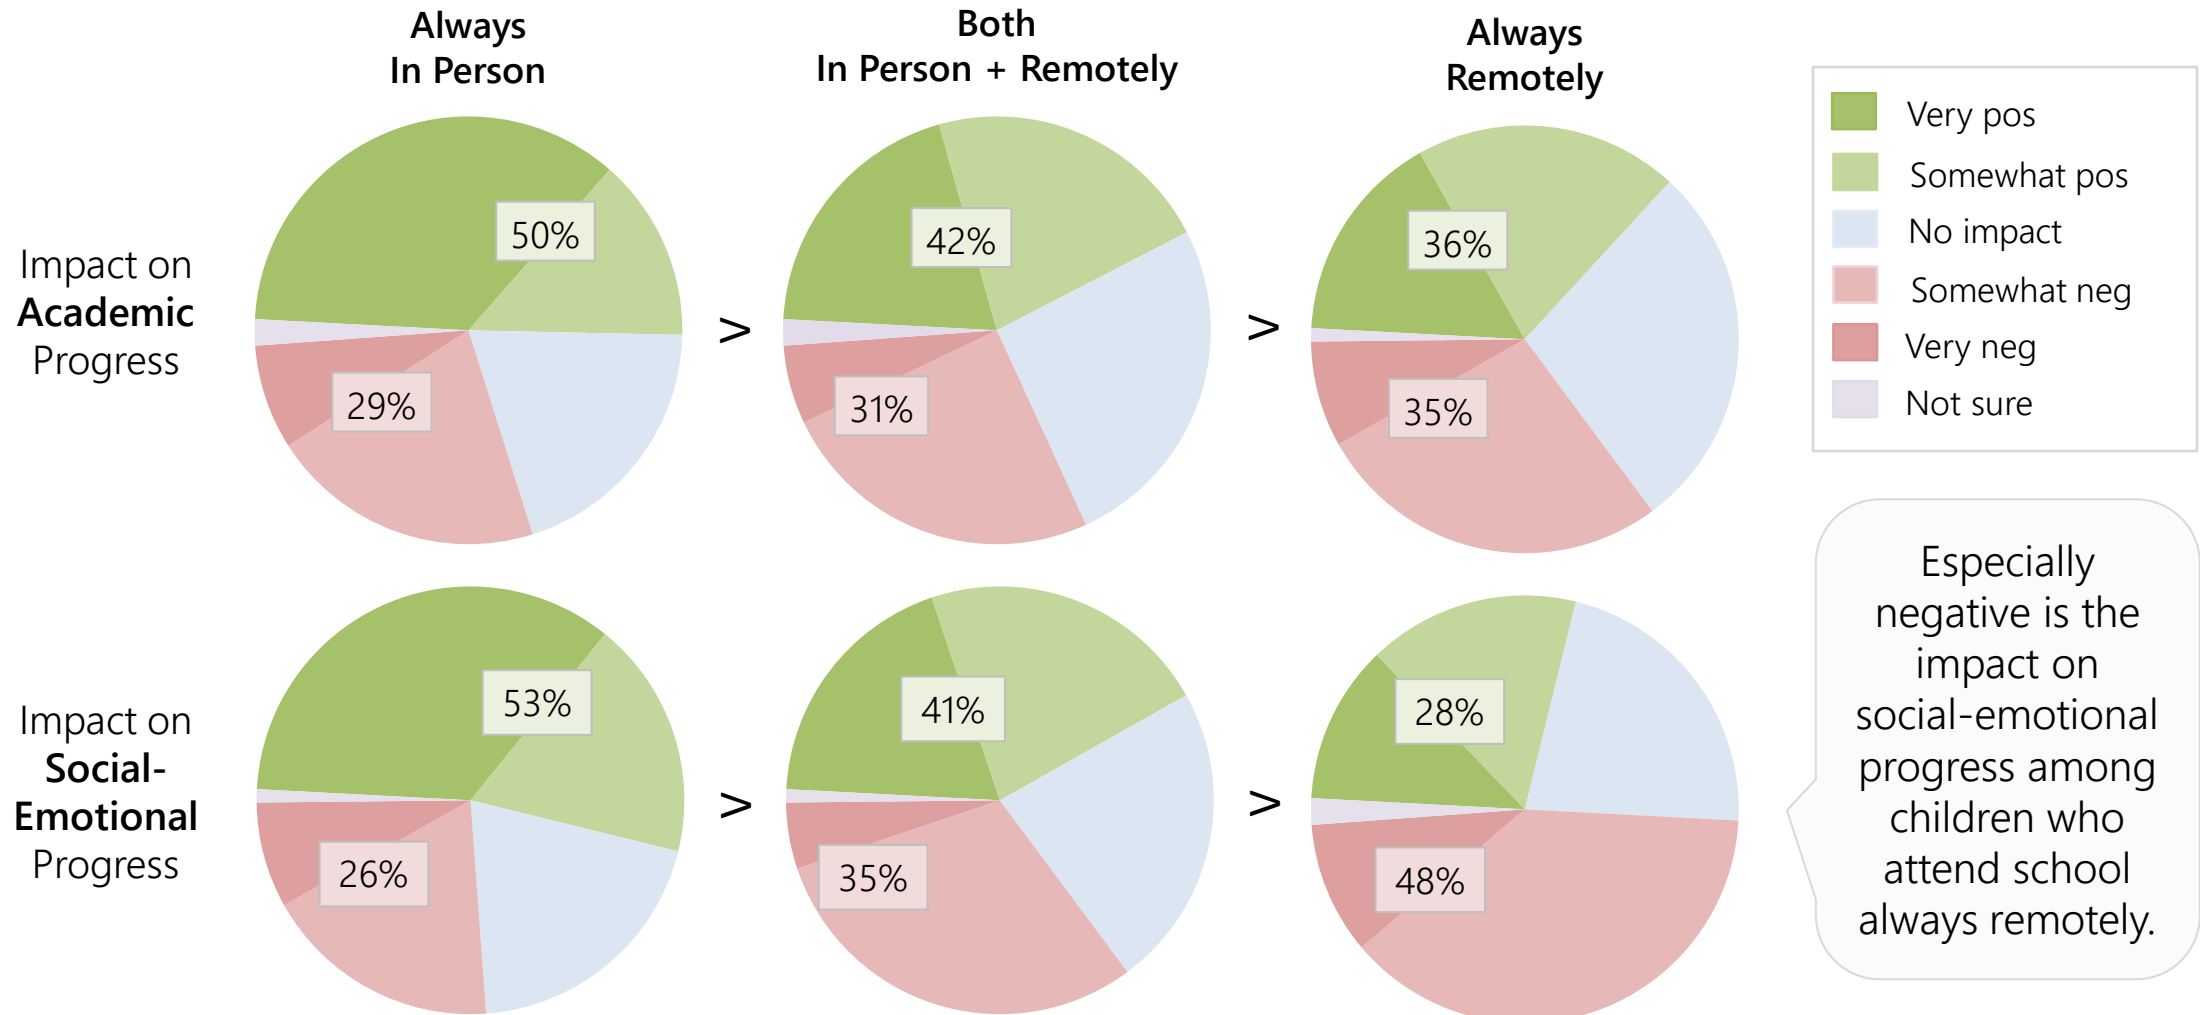 Always
In Person
Both
In Person + Remotely
Always
Remotely
Impact on
Academic
Progress
50%
29%
>
42%
31%
>
36%
35%
Very pos
Somewhat pos
No impact
Somewhat neg
Very neg
Not sure
Impact on
Social-
Emotional
Progress
53%
26%
>
41%
35%
>
28%
48%
Especially
negative is the
impact on
social-emotional
progress among
children who
attend school
always remotely.